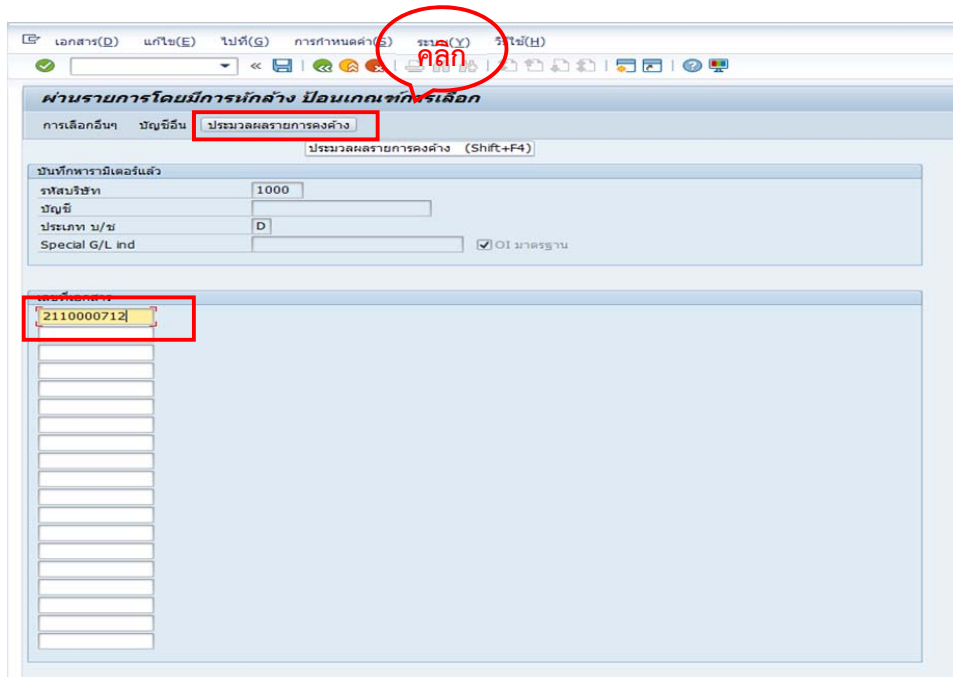 เอกสาร(D) แก้ไข(E) ไปที่(G) การกำหนดค่า(S) ระบบ(Y) วิธีใช้(H)
คลิก
ผ่านรายการโดยมีการหักล้าง ป้อนเกณฑ์การเลือก
การเลือกอื่นๆ บัญชีอื่น ประมวลผลรายการคงค้าง
ประมวลผลรายการคงค้าง (Shift+F4)
บันทึกพารามิเตอร์แล้ว
รหัสบริษัท 1000
บัญชี
ประเภท บ/ช D
Special G/L ind OI มาตรฐาน
เลขที่เอกสาร
2110000712